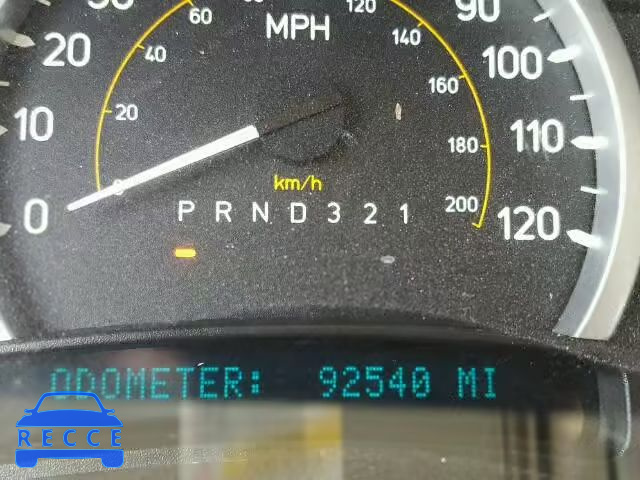 60 120 90
20 40 MPH 140 100
160
10 20 180 110
0 km/h
0 P R N D 3 2 1 200 120
ODOMETER: 92540 MI
RECCE